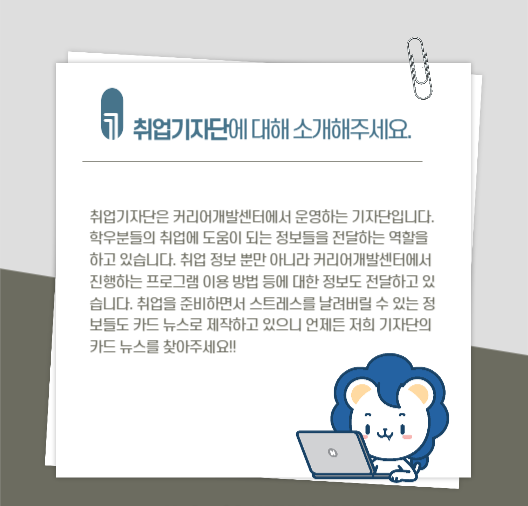 취업기자단에 대해 소개해주세요.
취업기자단은 커리어개발센터에서 운영하는 기자단입니다.
학우분들의 취업에 도움이 되는 정보들을 전달하는 역할을
하고 있습니다. 취업 정보 뿐만 아니라 커리어개발센터에서
진행하는 프로그램 이용 방법 등에 대한 정보도 전달하고 있
습니다. 취업을 준비하면서 스트레스를 날려버릴 수 있는 정
보들도 카드 뉴스로 제작하고 있으니 언제든 저희 기자단의
카드 뉴스를 찾아주세요!!